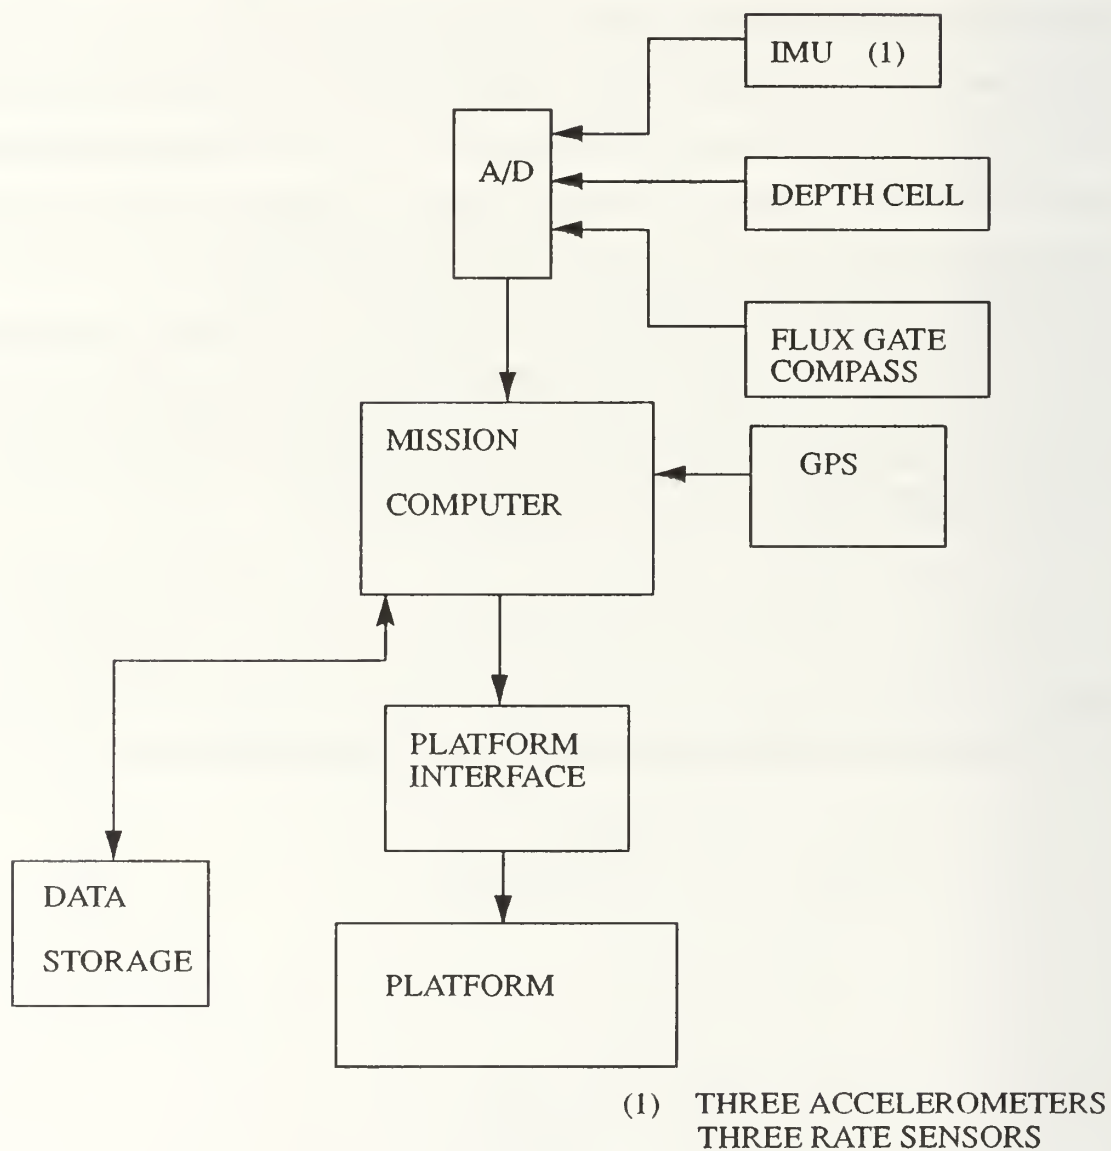 IMU (1)
A/D
DEPTH CELL
FLUX GATE
COMPASS
MISSION
COMPUTER
GPS
PLATFORM
INTERFACE
DATA
STORAGE
PLATFORM
(1) THREE ACCELEROMETERS
THREE RATE SENSORS